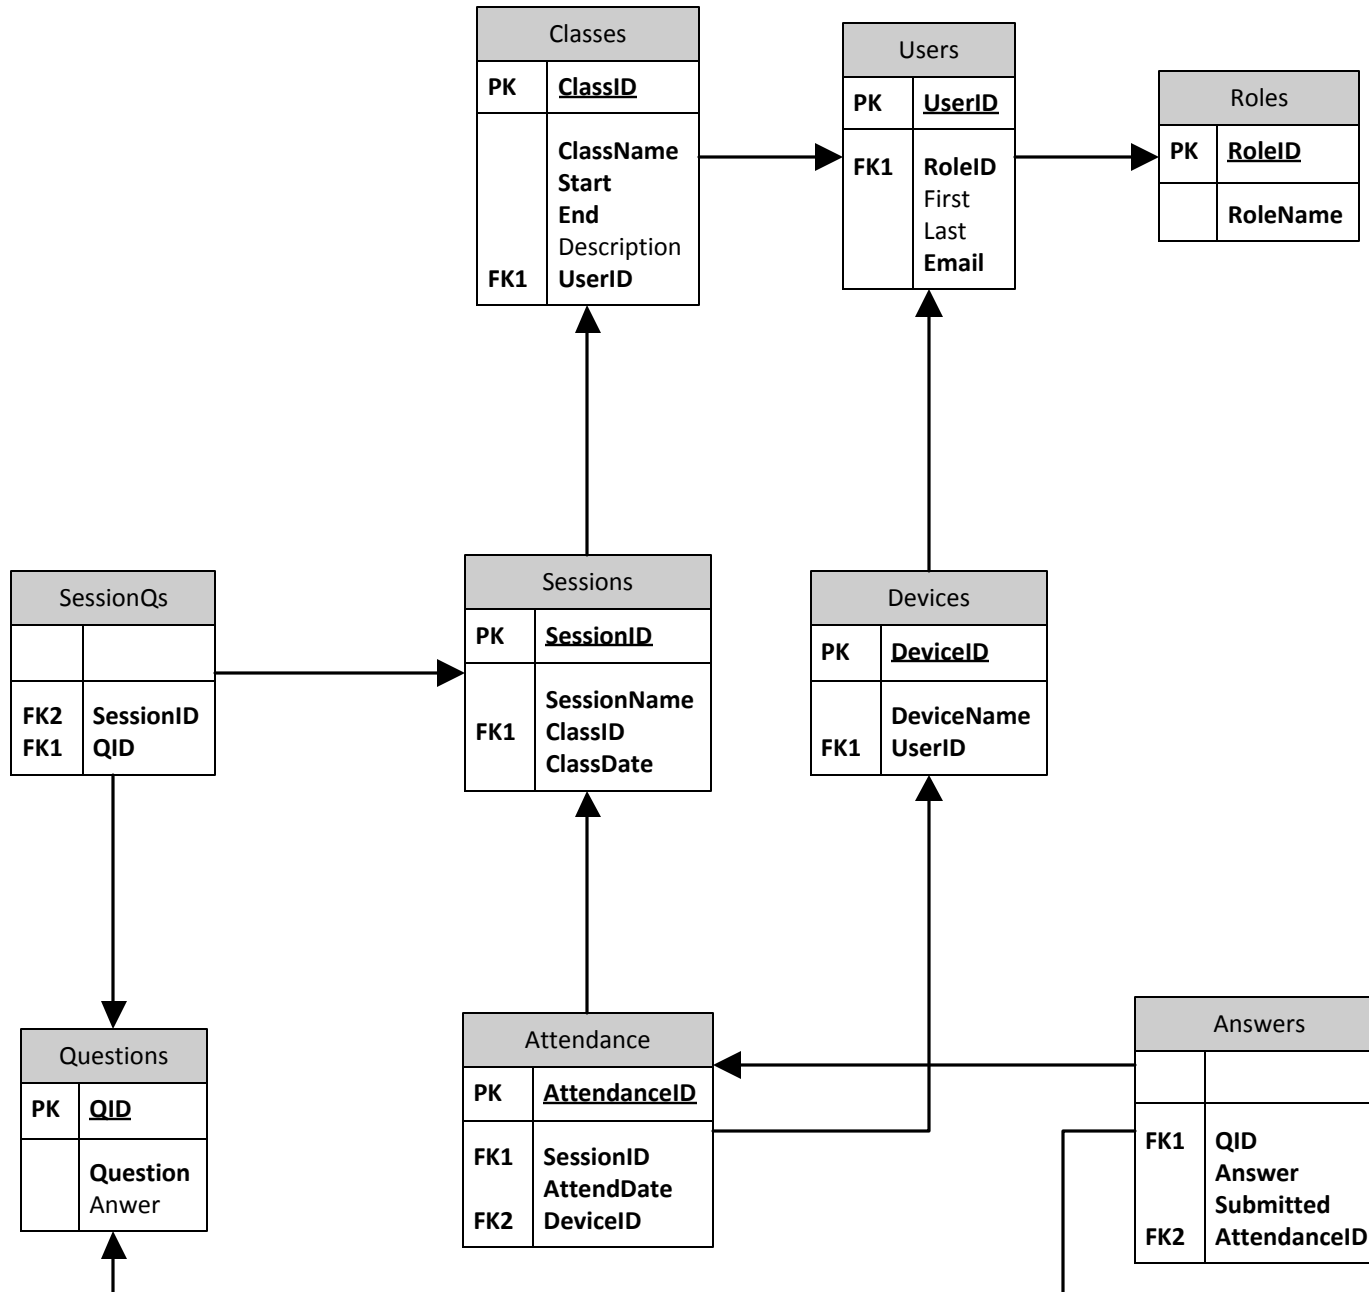 Classes
PK ClassID
ClassName
Start
End
Description
FK1 UserID
Users
PK UserID
FK1 RoleID
First
Last
Email
Roles
PK RoleID
RoleName
SessionQs
FK2 SessionID
FK1 QID
Sessions
PK SessionID
SessionName
FK1 ClassID
ClassDate
Devices
PK DeviceID
DeviceName
FK1 UserID
Questions
PK QID
Question
Anwer
Attendance
PK AttendanceID
FK1 SessionID
AttendDate
FK2 DeviceID
Answers
FK1 QID
Answer
Submitted
FK2 AttendanceID